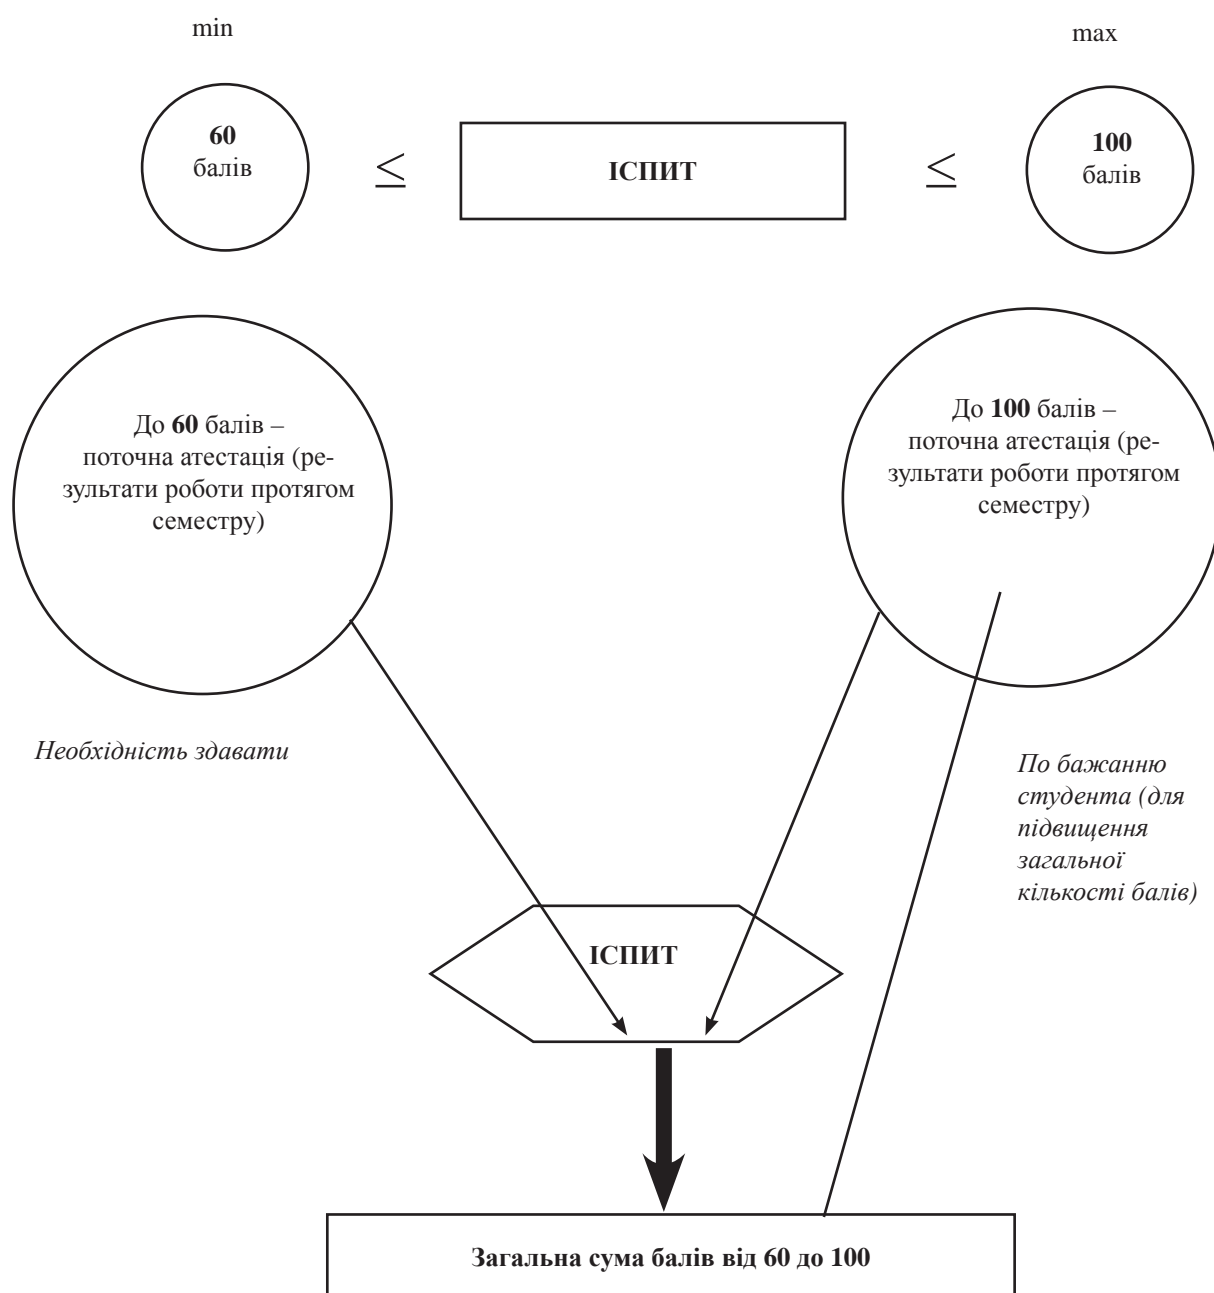 min
max
60
балів
≤
ІСПИТ
≤
100
балів
До 60 балів –
поточна атестація (ре-
зультати роботи протягом
семестру)
До 100 балів –
поточна атестація (ре-
зультати роботи протягом
семестру)
Необхідність здавати
По бажанню
студента (для
підвищення
загальної
кількості балів)
ІСПИТ
Загальна сума балів від 60 до 100